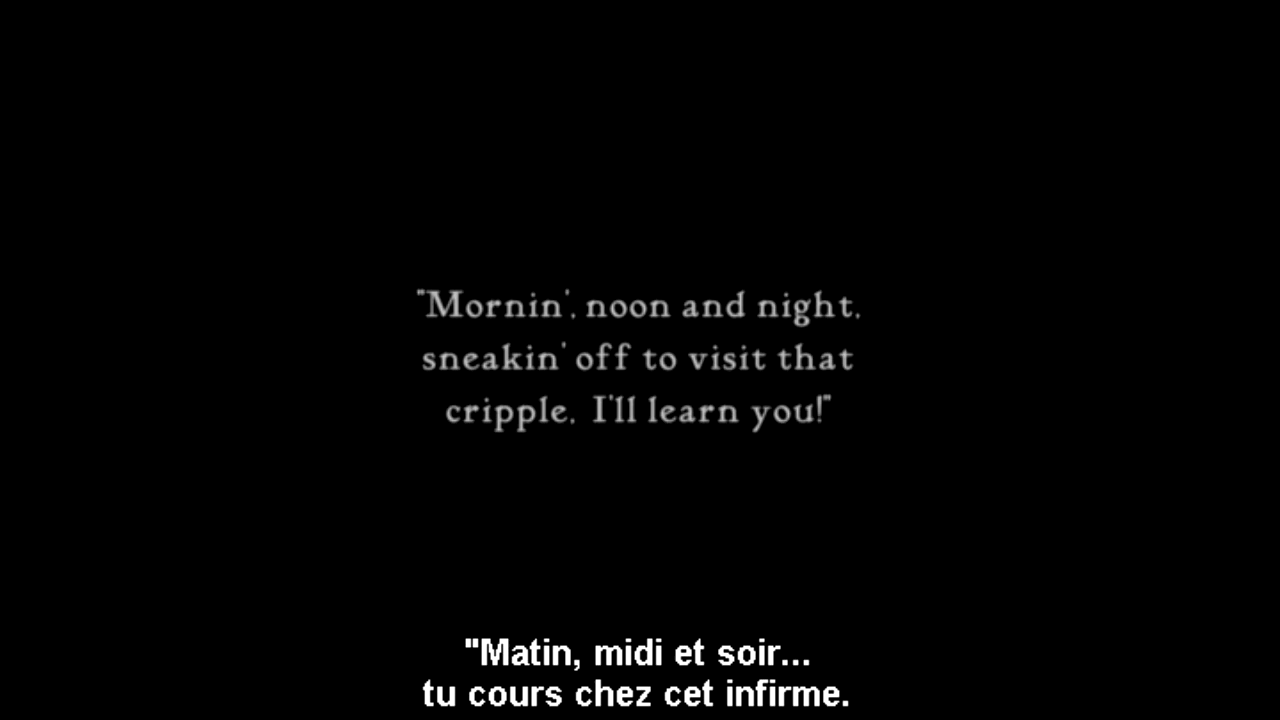 "Mornin', noon and night,
sneakin' off to visit that
cripple. I'll learn you!"
"Matin, midi et soir...
tu cours chez cet infirme.